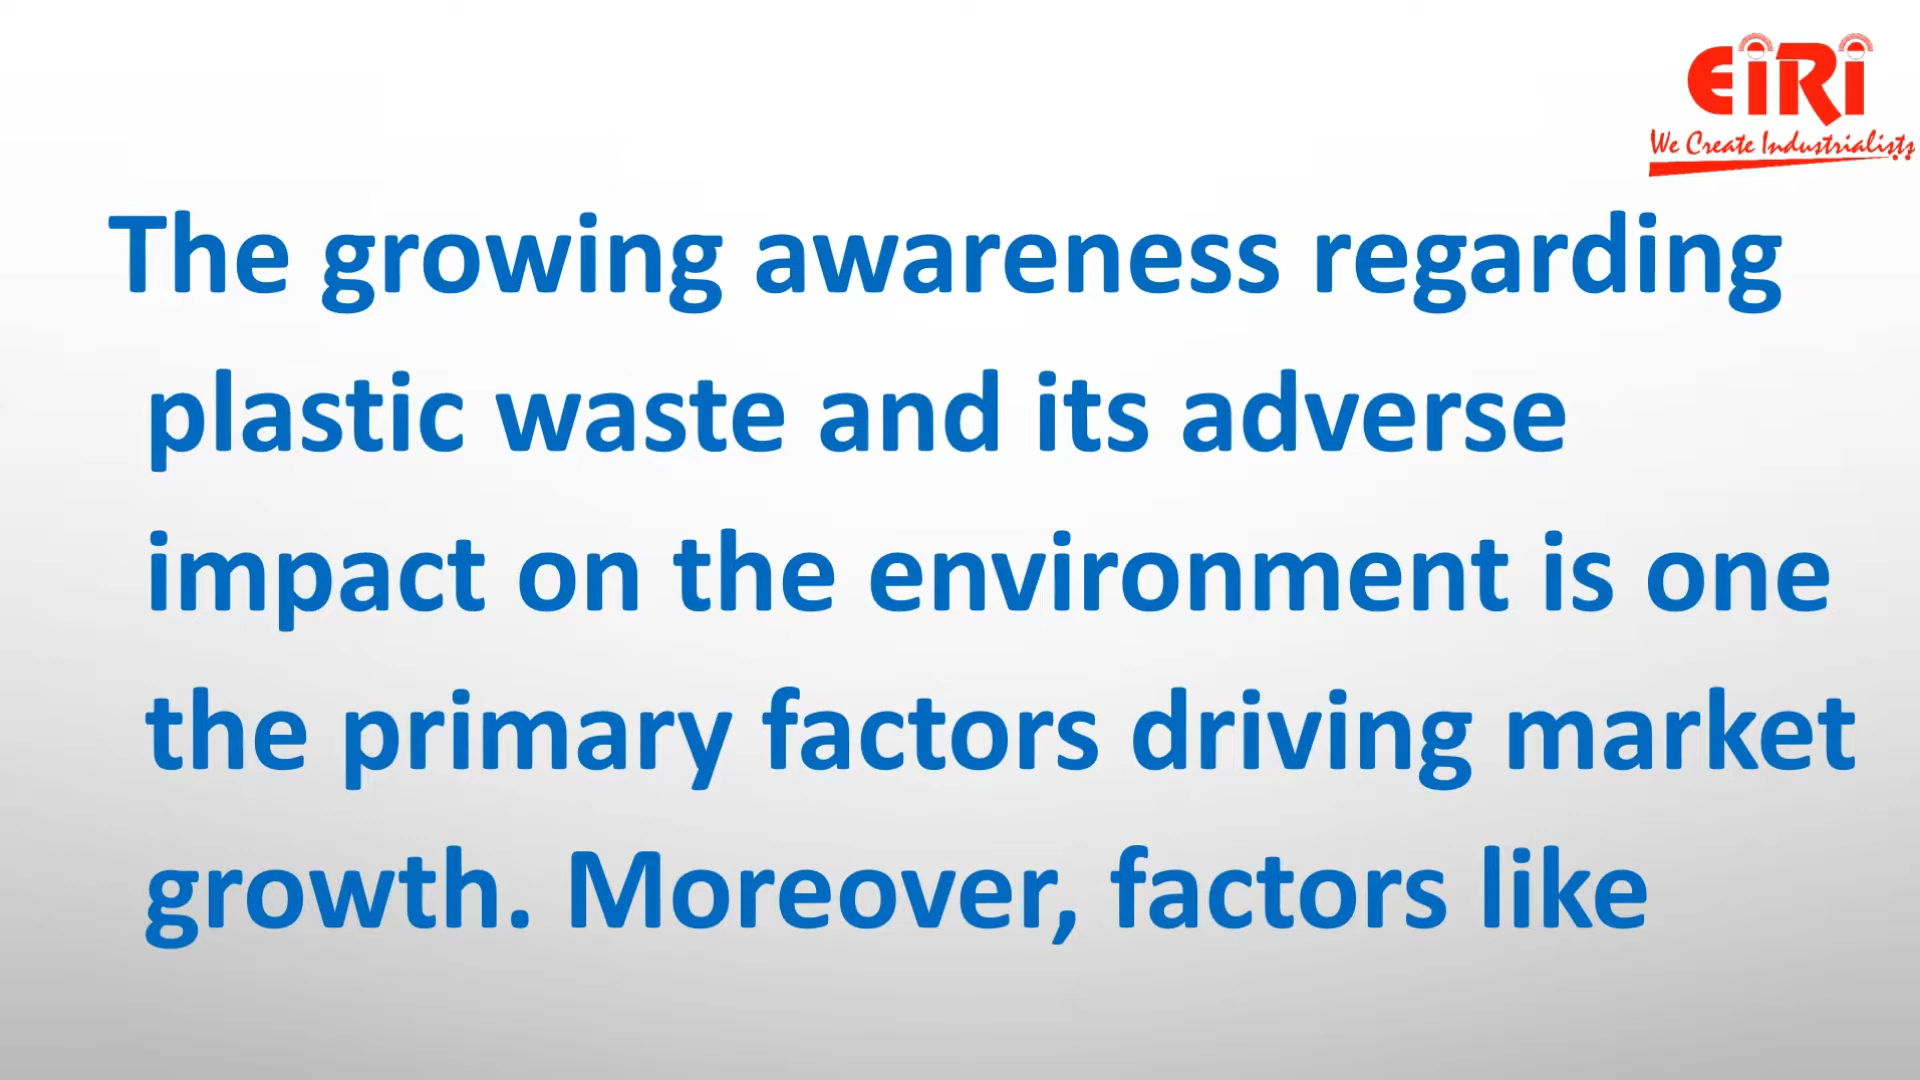 EiRi
We Create Industrialists
The growing awareness regarding
plastic waste and its adverse
impact on the environment is one
the primary factors driving market
growth. Moreover, factors like